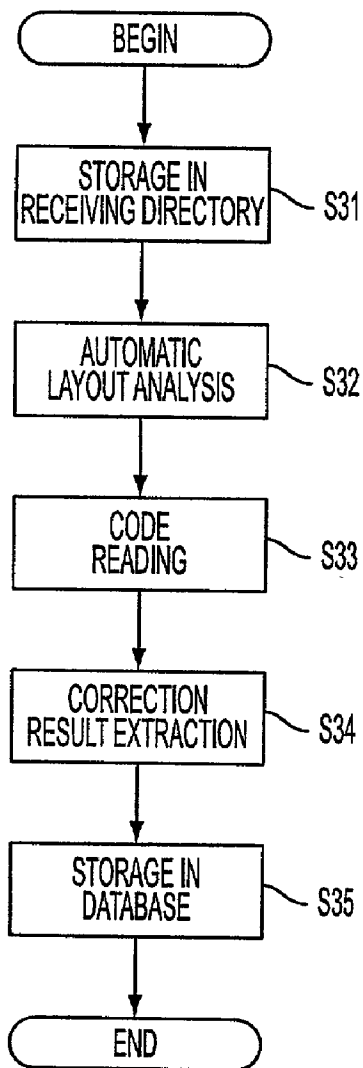 BEGIN
STORAGE IN
RECEIVING DIRECTORY
S31
AUTOMATIC
LAYOUT ANALYSIS
S32
CODE
READING
S33
CORRECTION
RESULT EXTRACTION
S34
STORAGE IN
DATABASE
S35
END